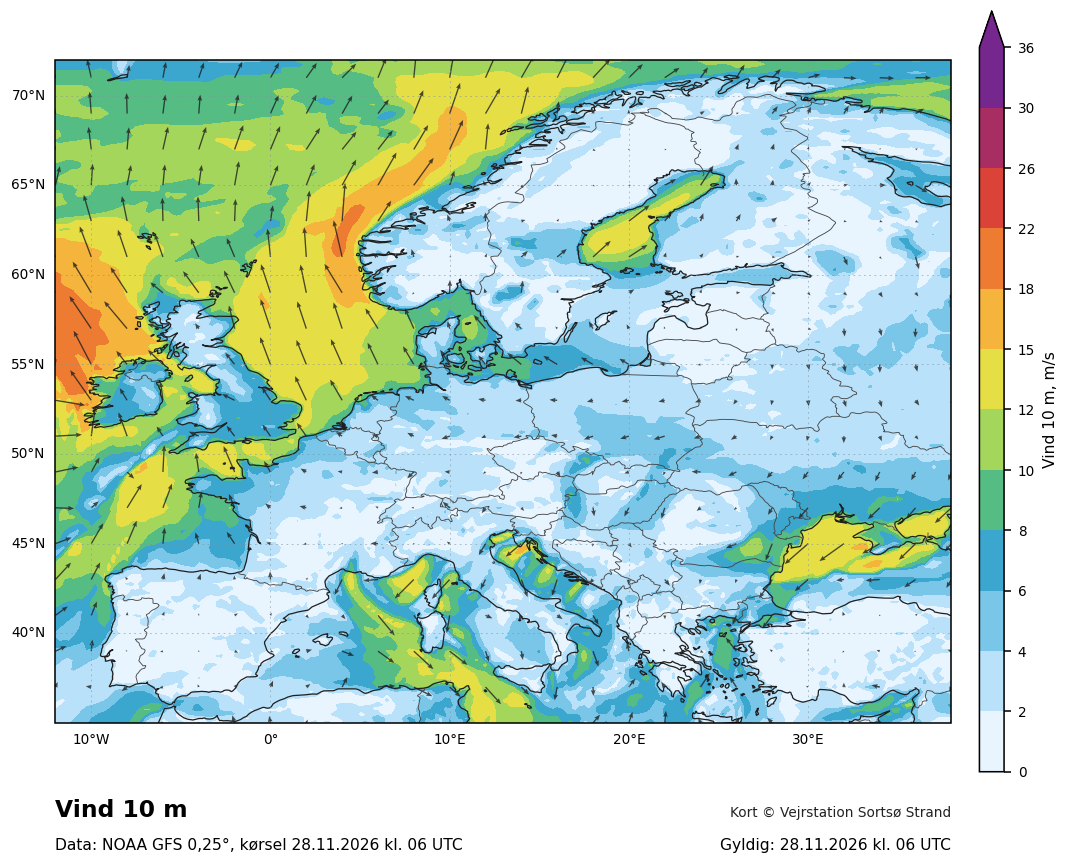 36
30
26
22
18
15
12
10
8
6
4
2
0
Vind 10 m, m/s
70°N
65°N
60°N
55°N
50°N
45°N
40°N
10°W 0° 10°E 20°E 30°E
Vind 10 m
Kort © Vejrstation Sortsø Strand
Data: NOAA GFS 0,25°, kørsel 28.11.2026 kl. 06 UTC
Gyldig: 28.11.2026 kl. 06 UTC